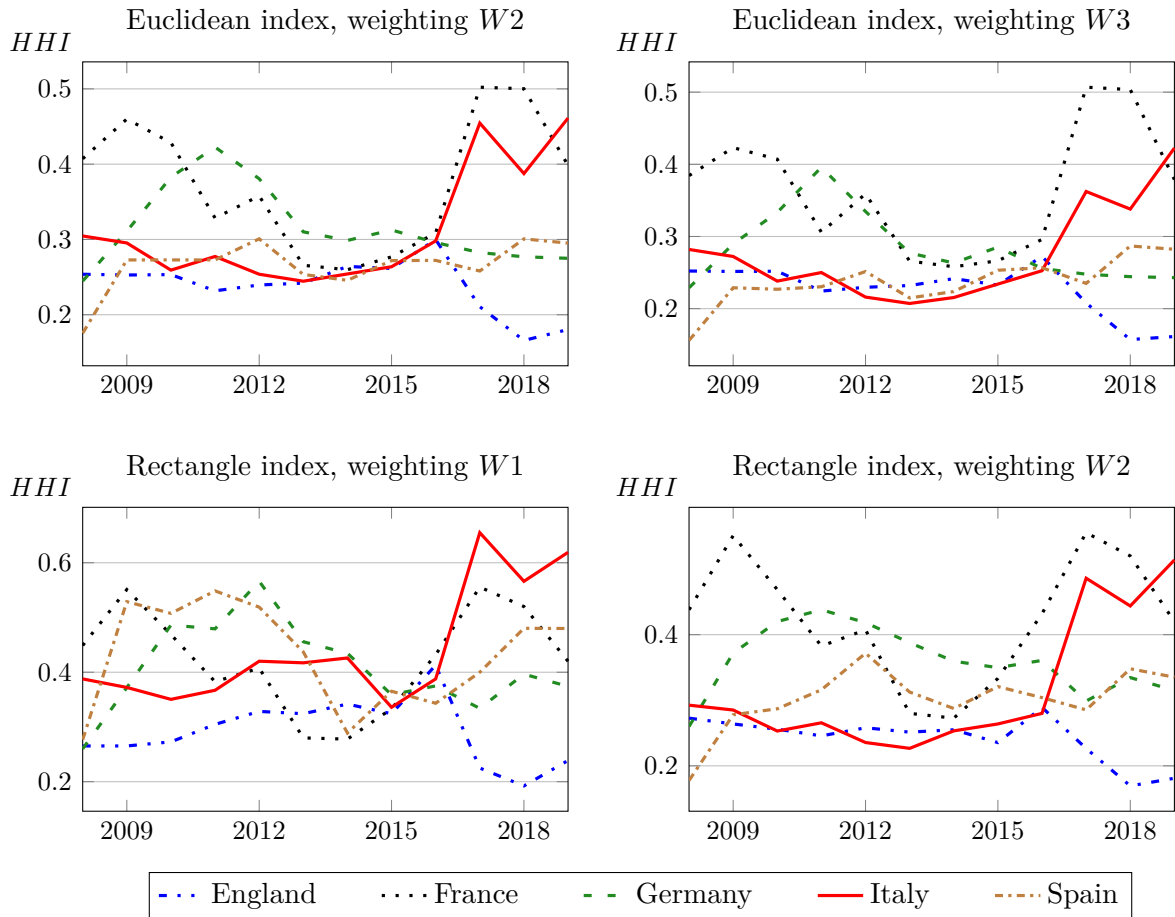 Euclidean index, weighting W2
HHI
0.5
0.4
0.3
0.2
2009 2012 2015 2018
Euclidean index, weighting W3
HHI
0.5
0.4
0.3
0.2
2009 2012 2015 2018
Rectangle index, weighting W1
HHI
0.6
0.4
0.2
2009 2012 2015 2018
Rectangle index, weighting W2
HHI
0.4
0.2
2009 2012 2015 2018
England France Germany Italy Spain